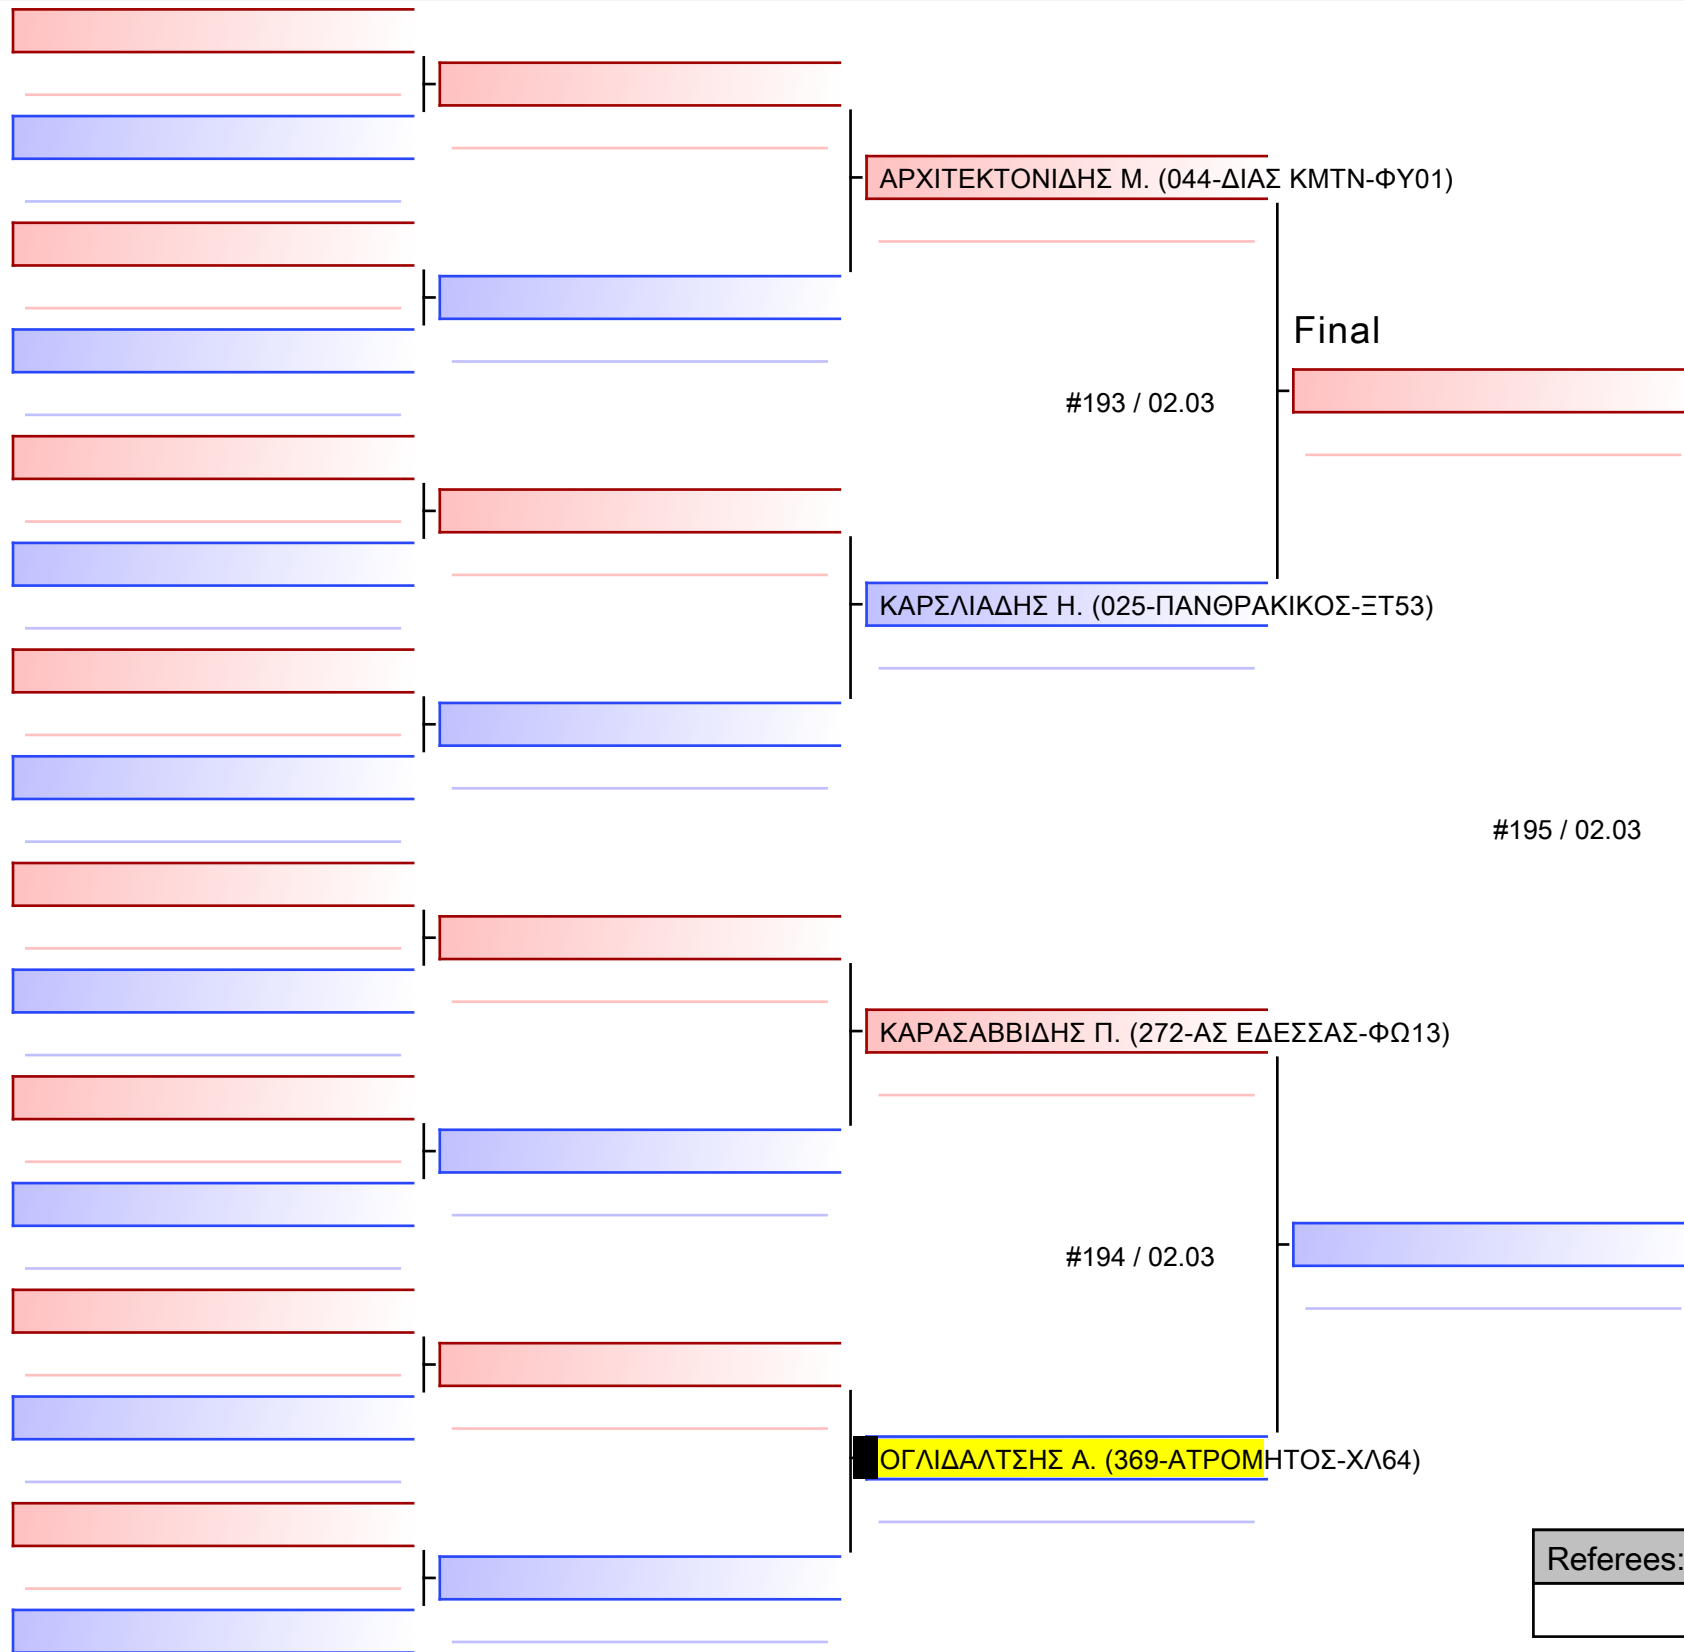 ΑΡΧΙΤΕΚΤΟΝΙΔΗΣ Μ. (044-ΔΙΑΣ ΚΜΤΝ-ΦΥ01)
Final
#193 / 02.03
ΚΑΡΣΛΙΑΔΗΣ Η. (025-ΠΑΝΘΡΑΚΙΚΟΣ-ΞΤ53)
#195 / 02.03
ΚΑΡΑΣΑΒΒΙΔΗΣ Π. (272-ΑΣ ΕΔΕΣΣΑΣ-ΦΩ13)
#194 / 02.03
ΟΓΛΙΔΑΛΤΣΗΣ Α. (369-ΑΤΡΟΜΗΤΟΣ-ΧΛ64)
Referees: